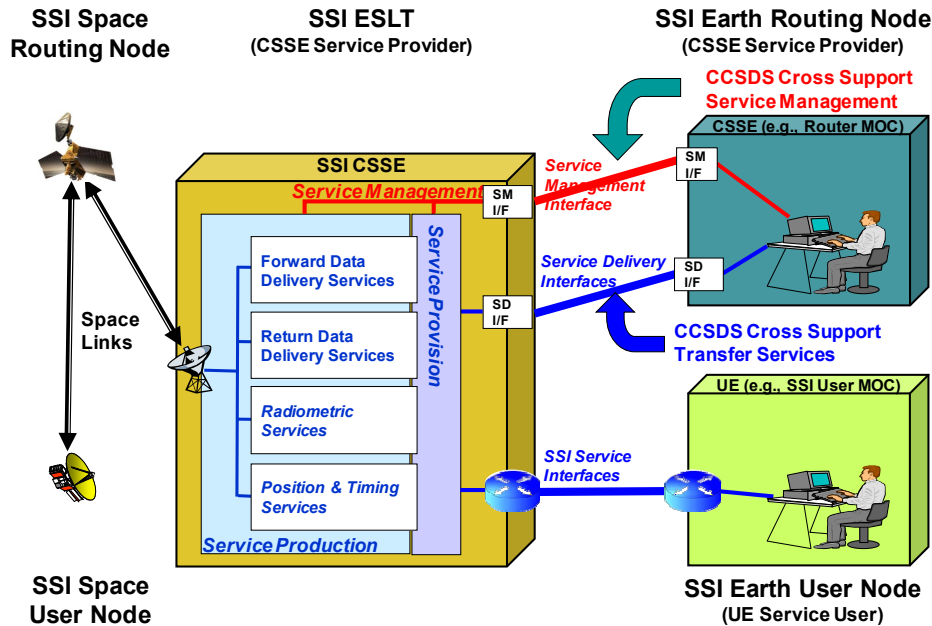 SSI Space
Routing Node
SSI ESLT
(CSSE Service Provider)
SSI Earth Routing Node
(CSSE Service Provider)
CCSDS Cross Support
Service Management
CSSE (e.g., Router MOC)
SSI CSSE
Service Management
SM
I/F
Service
Management
Interface
SM
I/F
Forward Data
Delivery Services
Service Provision
Service Delivery
Interfaces
SD
I/F
SD
I/F
Space
Links
Return Data
Delivery Services
CCSDS Cross Support
Transfer Services
UE (e.g., SSI User MOC)
Radiometric
Services
SSI Service
Interfaces
Position & Timing
Services
Service Production
SSI Space
User Node
SSI Earth User Node
(UE Service User)